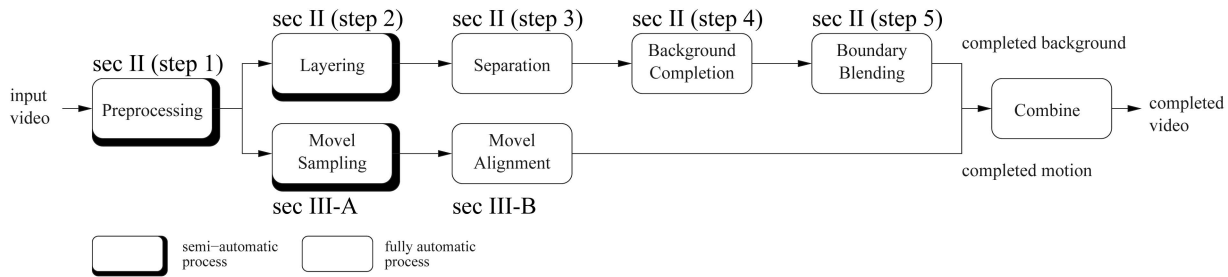 sec II (step 1)
sec II (step 2)
sec II (step 3)
sec II (step 4)
sec II (step 5)
input
video
Preprocessing
Layering
Separation
Background
Completion
Boundary
Blending
completed background
Combine
completed
video
Movel
Sampling
Movel
Alignment
completed motion
sec III-A
sec III-B
semi-automatic
process
fully automatic
process